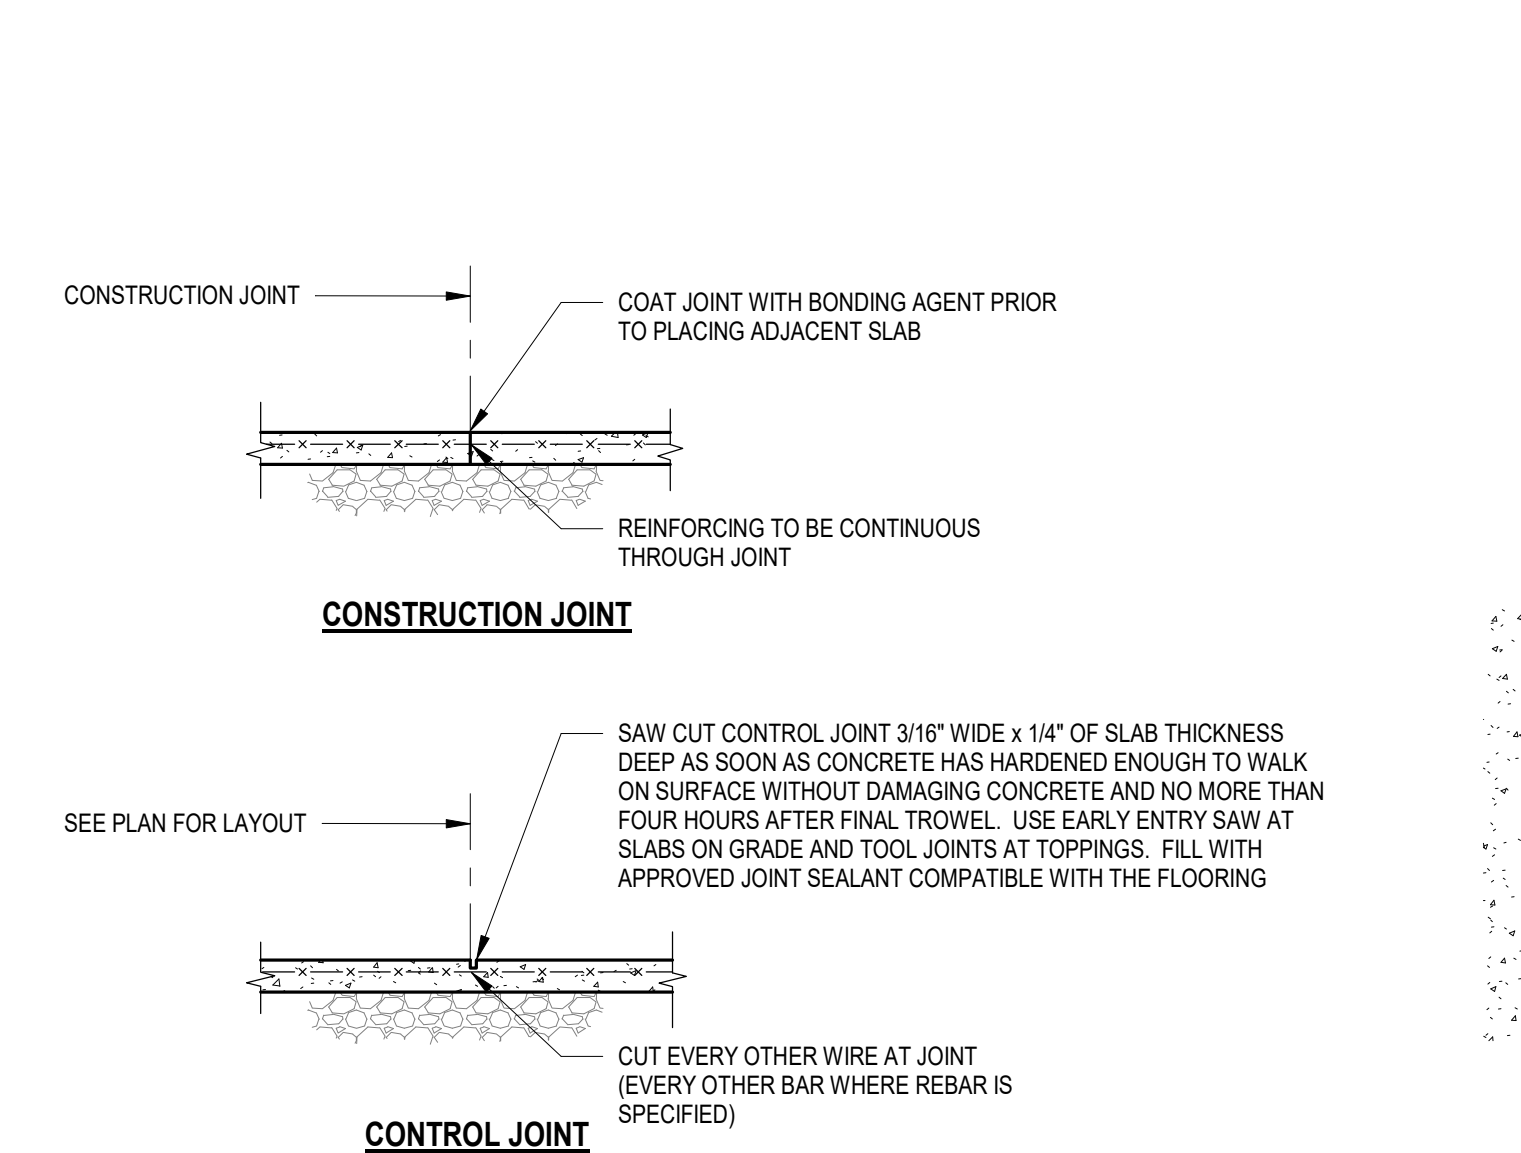 CONSTRUCTION JOINT
COAT JOINT WITH BONDING AGENT PRIOR
TO PLACING ADJACENT SLAB
REINFORCING TO BE CONTINUOUS
THROUGH JOINT
CONSTRUCTION JOINT
SAW CUT CONTROL JOINT 3/16" WIDE x 1/4" OF SLAB THICKNESS
DEEP AS SOON AS CONCRETE HAS HARDENED ENOUGH TO WALK
ON SURFACE WITHOUT DAMAGING CONCRETE AND NO MORE THAN
FOUR HOURS AFTER FINAL TROWEL.  USE EARLY ENTRY SAW AT
SLABS ON GRADE AND TOOL JOINTS AT TOPPINGS.  FILL WITH
APPROVED JOINT SEALANT COMPATIBLE WITH THE FLOORING
SEE PLAN FOR LAYOUT
CUT EVERY OTHER WIRE AT JOINT
(EVERY OTHER BAR WHERE REBAR IS
SPECIFIED)
CONTROL JOINT